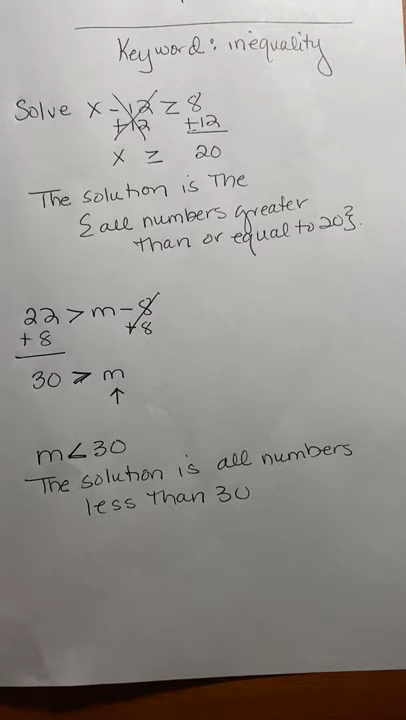 Keyword: inequality
Solve x - 12 ≥ 8
+12 +12
x ≥ 20
The solution is the
{all numbers greater
than or equal to 20}.
22 > m - 8
+ 8 +8
30 > m
↑
m < 30
The solution is all numbers
less than 30